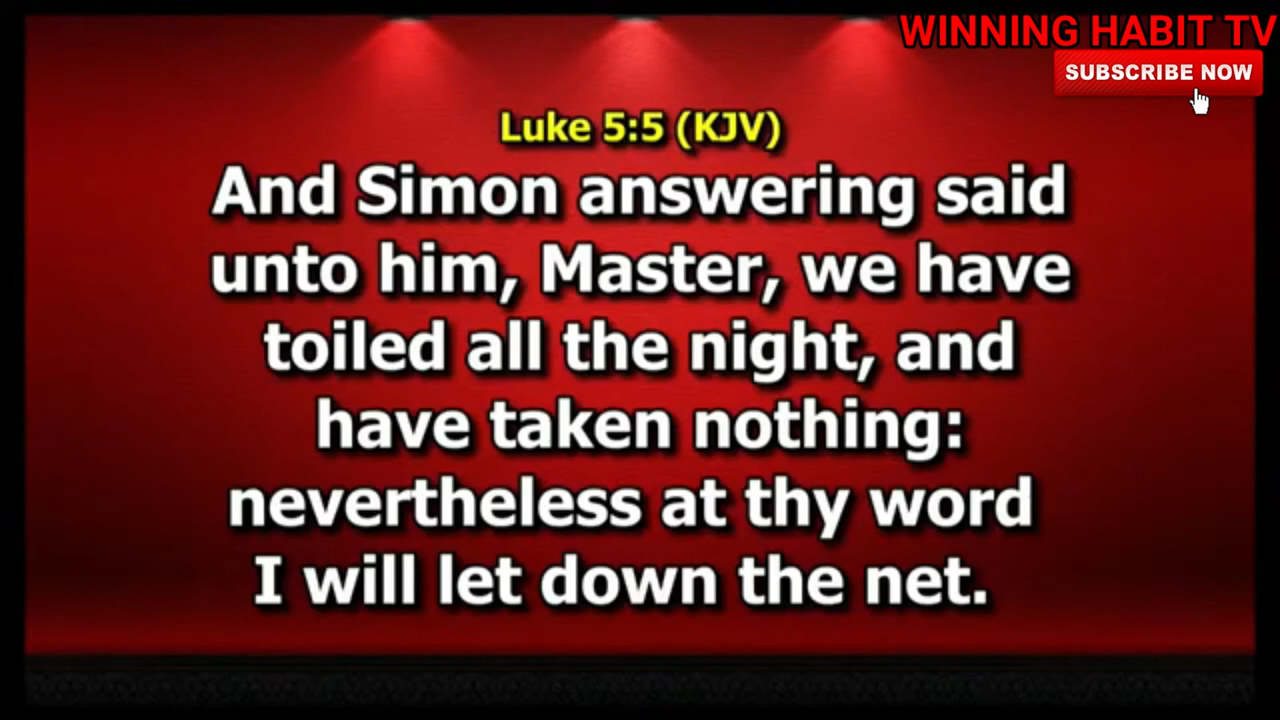 WINNING HABIT TV
SUBSCRIBE NOW
Luke 5:5 (KJV)
And Simon answering said
unto him, Master, we have
toiled all the night, and
have taken nothing:
nevertheless at thy word
I will let down the net.